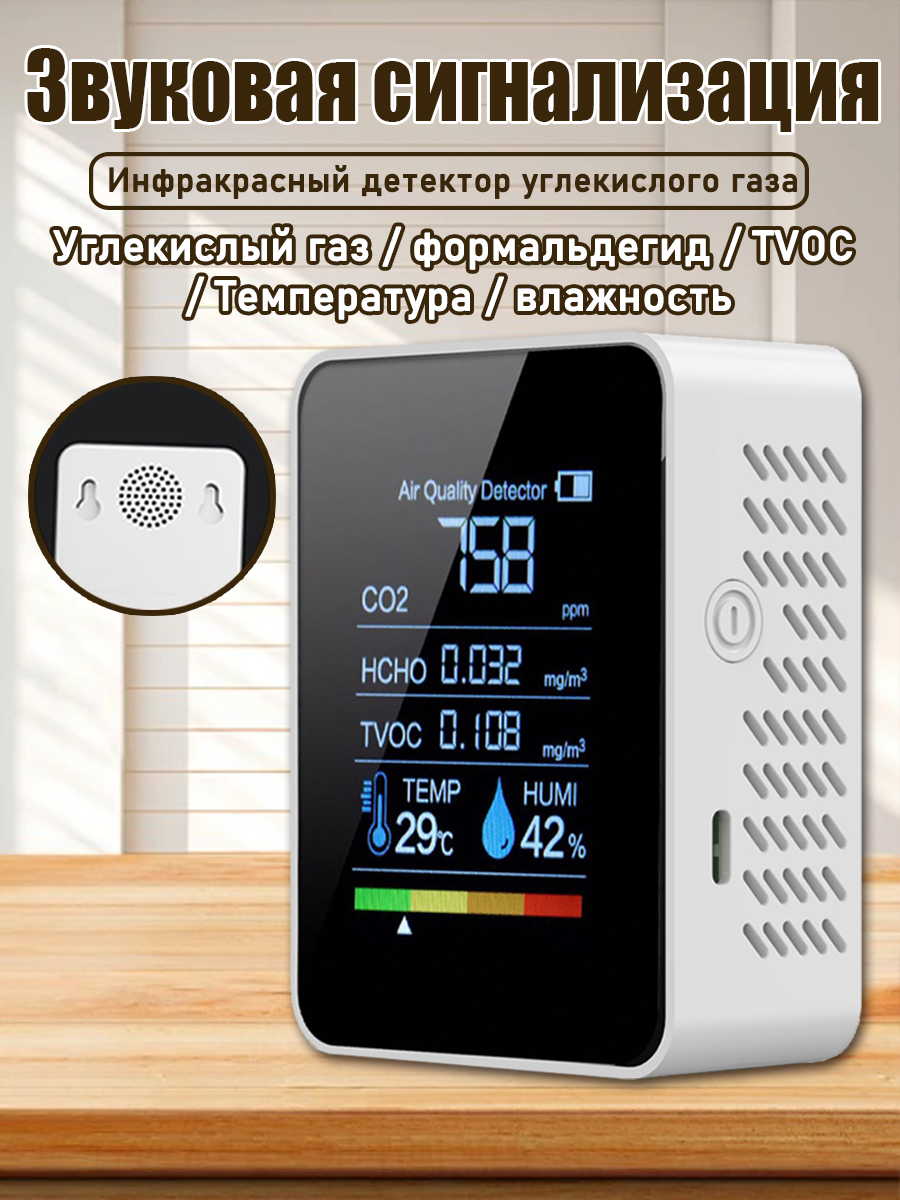 Звуковая сигнализация
Инфракрасный детектор углекислого газа
Углекислый газ / формальдегид / TVOC
/ Температура / влажность
Air Quality Detector
758
CO2
ppm
HCHO 0.032 mg/m³
TVOC 0.108 mg/m³
TEMP HUMI
29℃ 42%